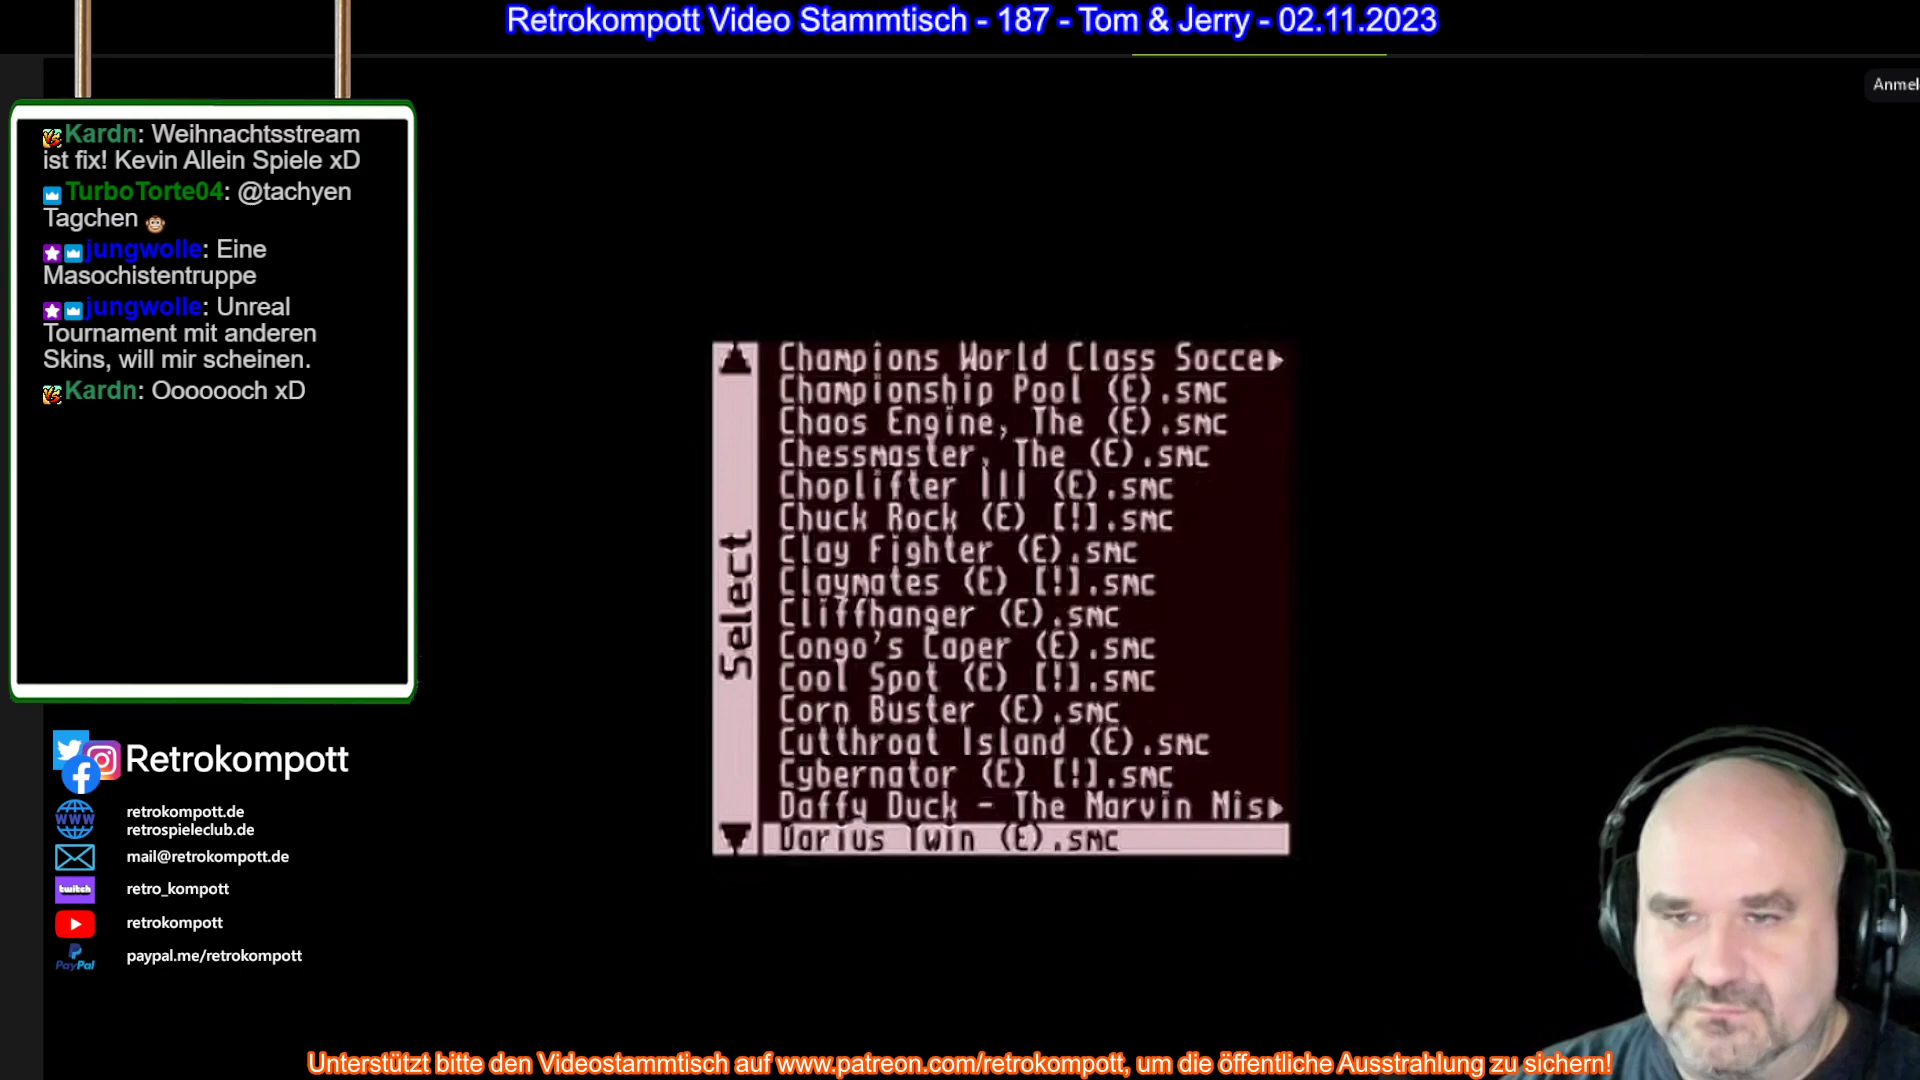 Retrokompott Video Stammtisch - 187 - Tom & Jerry - 02.11.2023
Anmel
Kardn: Weihnachtsstream
ist fix! Kevin Allein Spiele xD
TurboTorte04: @tachyen
Tagchen
jungwolle: Eine
Masochistentruppe
jungwolle: Unreal
Tournament mit anderen
Skins, will mir scheinen.
Kardn: Ooooooch xD
Select
Champions World Class Socce
Championship Pool (E).smc
Chaos Engine, The (E).smc
Chessmaster, The (E).smc
Choplifter III (E).smc
Chuck Rock (E) [!].smc
Clay Fighter (E).smc
Claymates (E) [!].smc
Cliffhanger (E).smc
Congo's Caper (E).smc
Cool Spot (E) [!].smc
Corn Buster (E).smc
Cutthroat Island (E).smc
Cybernator (E) [!].smc
Daffy Duck - The Marvin Mis
Darius Twin (E).smc
Retrokompott
WWW
retrokompott.de
retrospieleclub.de
mail@retrokompott.de
twitch
retro_kompott
retrokompott
PayPal
paypal.me/retrokompott
Unterstützt bitte den Videostammtisch auf www.patreon.com/retrokompott, um die öffentliche Ausstrahlung zu sichern!